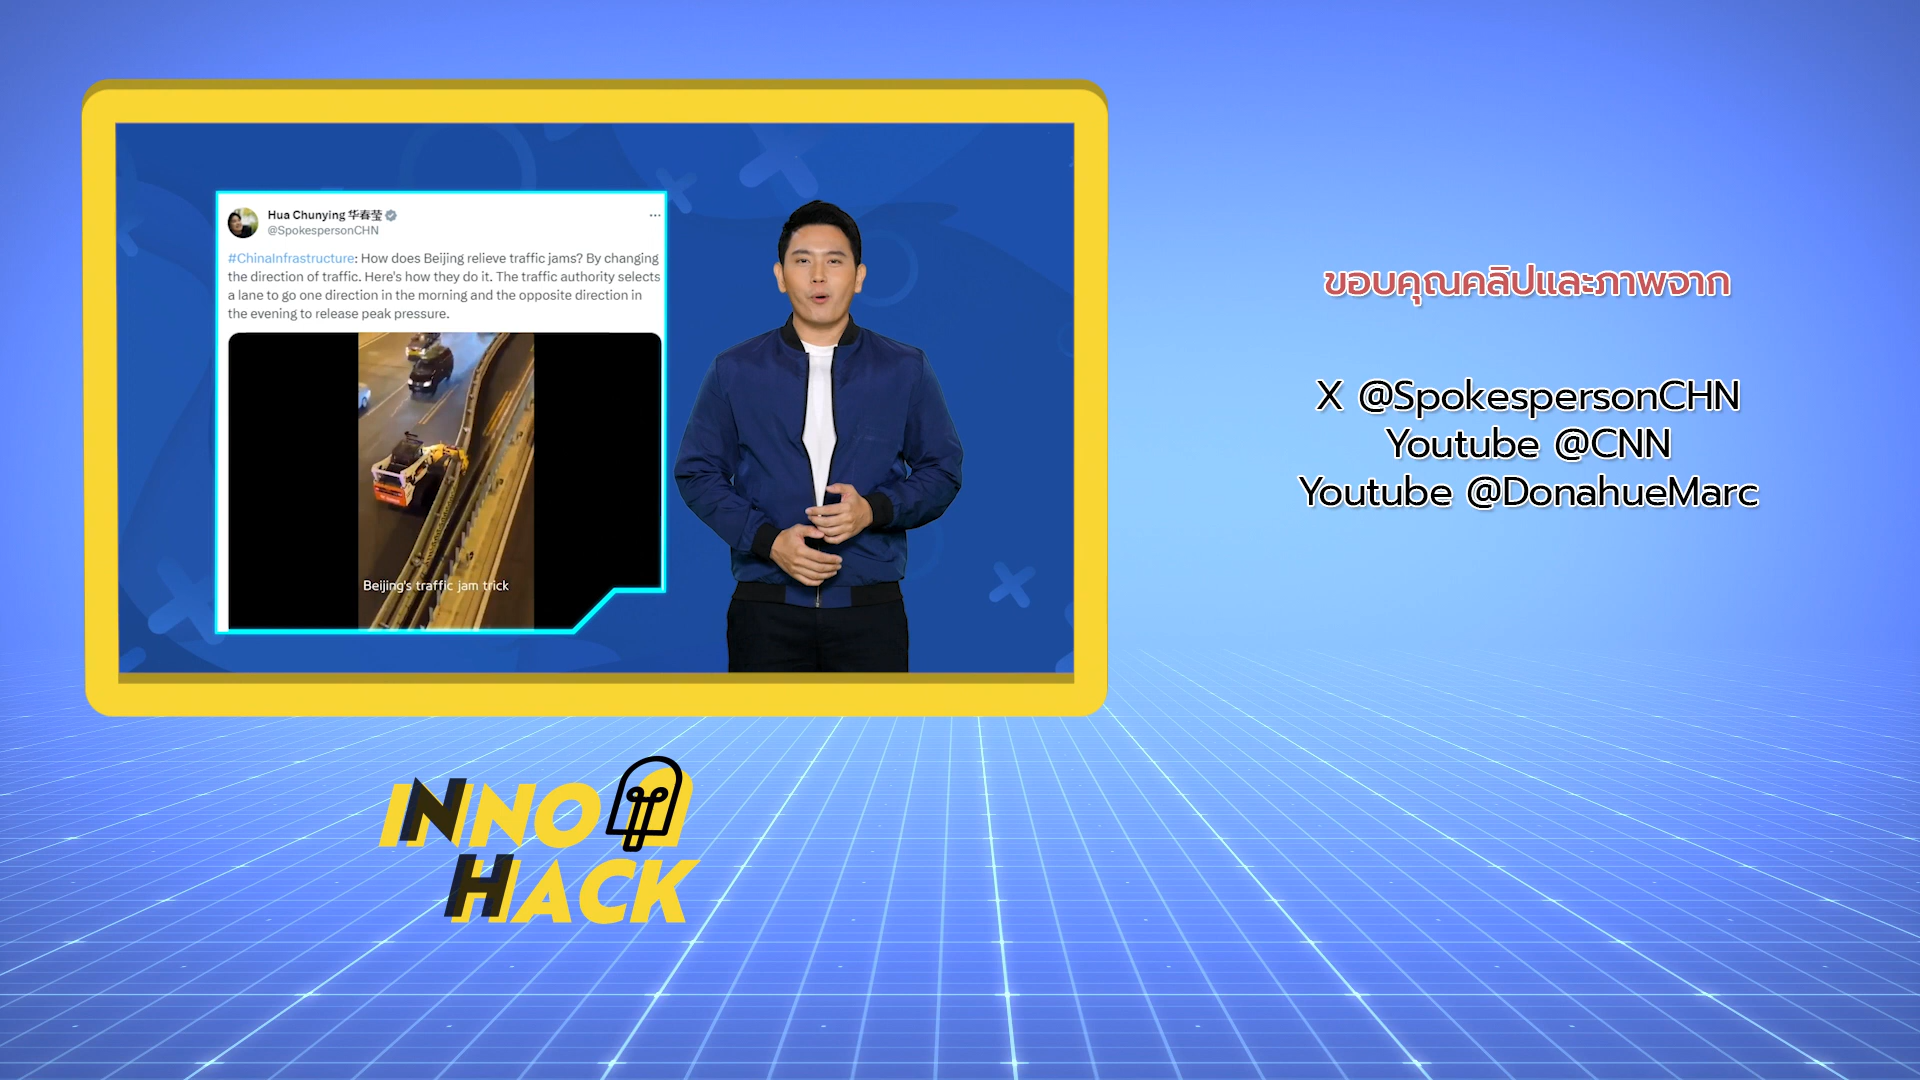 Hua Chunying 华春莹
@SpokespersonCHN
#ChinaInfrastructure: How does Beijing relieve traffic jams? By changing
the direction of traffic. Here's how they do it. The traffic authority selects
a lane to go one direction in the morning and the opposite direction in
the evening to release peak pressure.
Beijing's traffic jam trick
ขอบคุณคลิปและภาพจาก
X @SpokespersonCHN
Youtube @CNN
Youtube @DonahueMarc
INNO
HACK